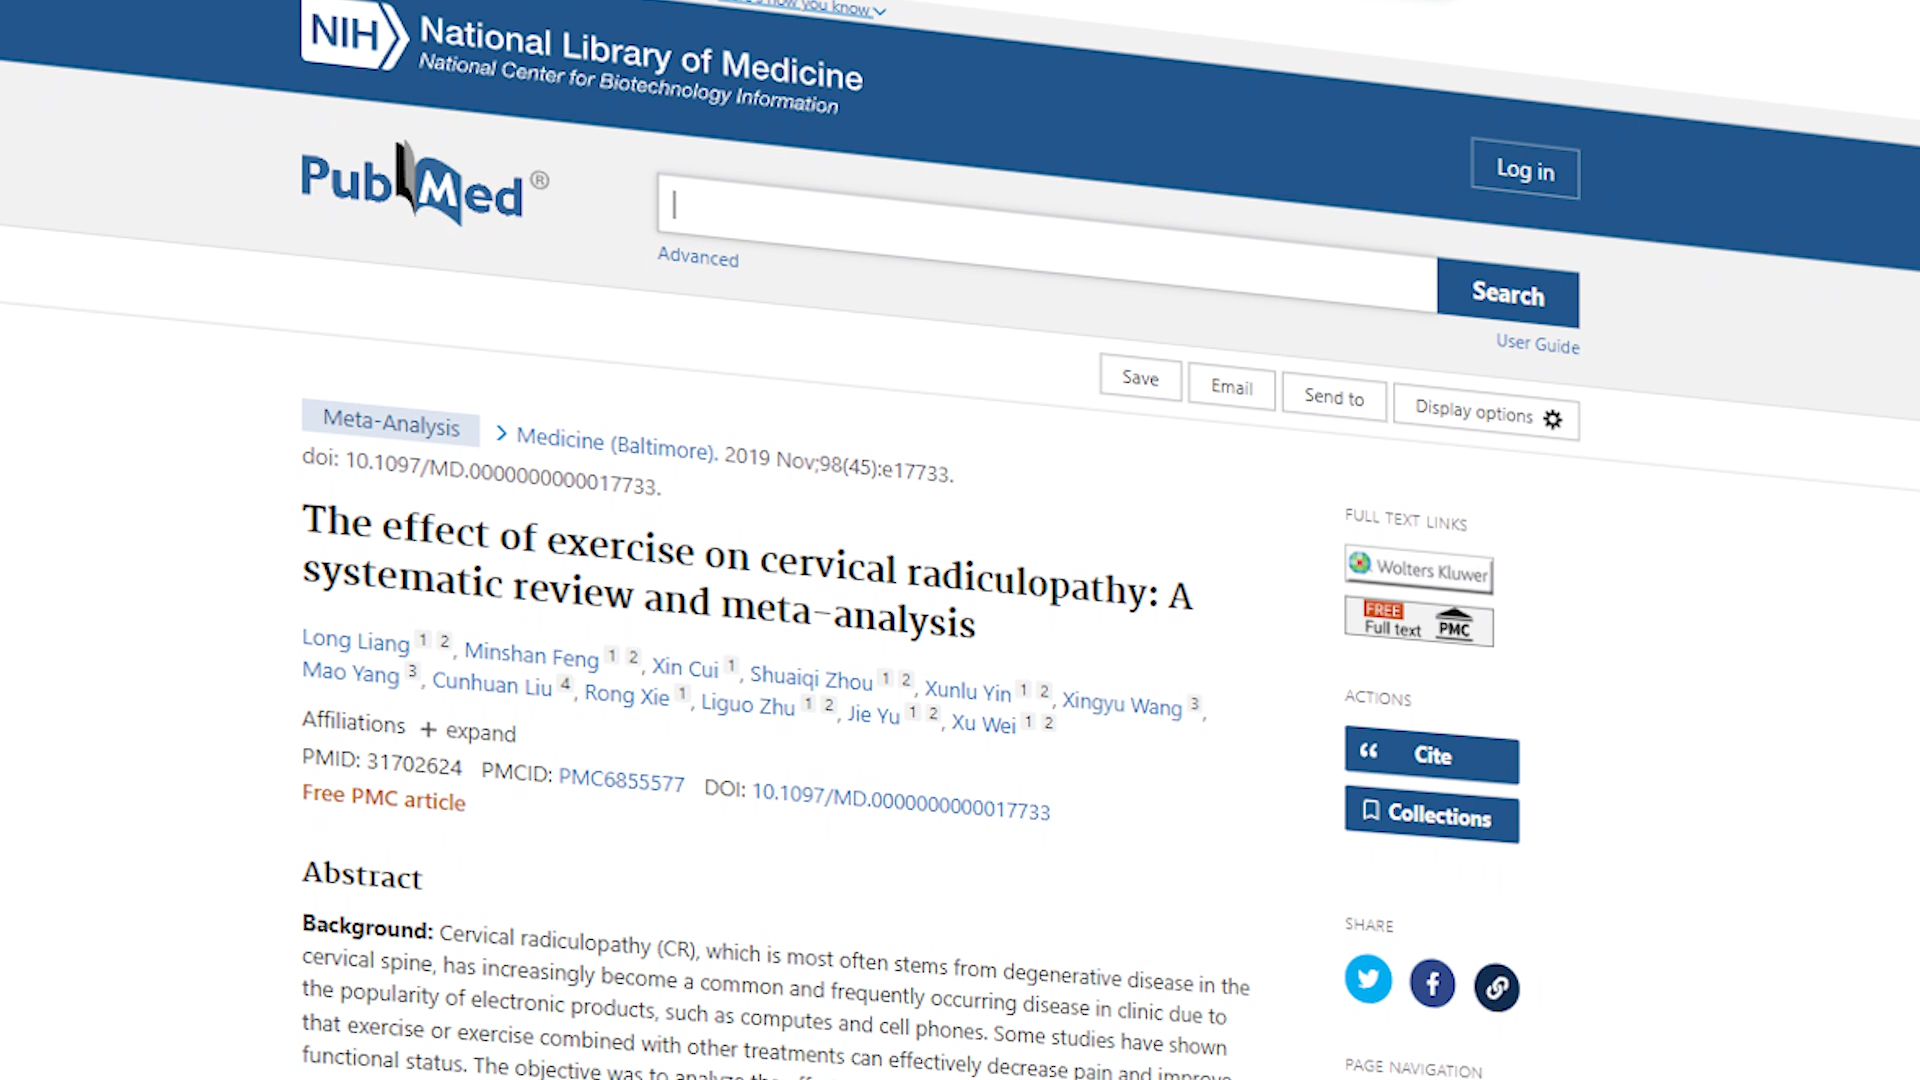 how you know
NIH National Library of Medicine
National Center for Biotechnology Information
Log in
PubMed®
Advanced
Search
User Guide
Save Email Send to Display options
Meta-Analysis > Medicine (Baltimore). 2019 Nov;98(45):e17733.
doi: 10.1097/MD.0000000000017733.
The effect of exercise on cervical radiculopathy: A
systematic review and meta-analysis
Long Liang 1 2, Minshan Feng 1 2, Xin Cui 1, Shuaiqi Zhou 1 2, Xunlu Yin 1 2, Xingyu Wang 3,
Mao Yang 3, Cunhuan Liu 4, Rong Xie 1, Liguo Zhu 1 2, Jie Yu 1 2, Xu Wei 1 2
Affiliations + expand
PMID: 31702624 PMCID: PMC6855577 DOI: 10.1097/MD.0000000000017733
Free PMC article
Abstract
Background: Cervical radiculopathy (CR), which is most often stems from degenerative disease in the
cervical spine, has increasingly become a common and frequently occurring disease in clinic due to
the popularity of electronic products, such as computes and cell phones. Some studies have shown
that exercise or exercise combined with other treatments can effectively decrease pain and improve
functional status. The objective was to analyze the
FULL TEXT LINKS
Wolters Kluwer
FREE
Full text PMC
ACTIONS
Cite
Collections
SHARE
PAGE NAVIGATION